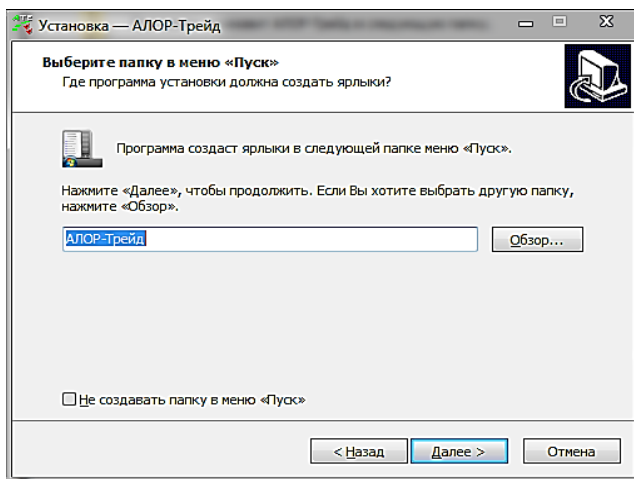 Установка — АЛОР-Трейд
Выберите папку в меню «Пуск»
Где программа установки должна создать ярлыки?
Программа создаст ярлыки в следующей папке меню «Пуск».
Нажмите «Далее», чтобы продолжить. Если Вы хотите выбрать другую папку,
нажмите «Обзор».
АЛОР-Трейд
Обзор...
Не создавать папку в меню «Пуск»
< Назад
Далее >
Отмена